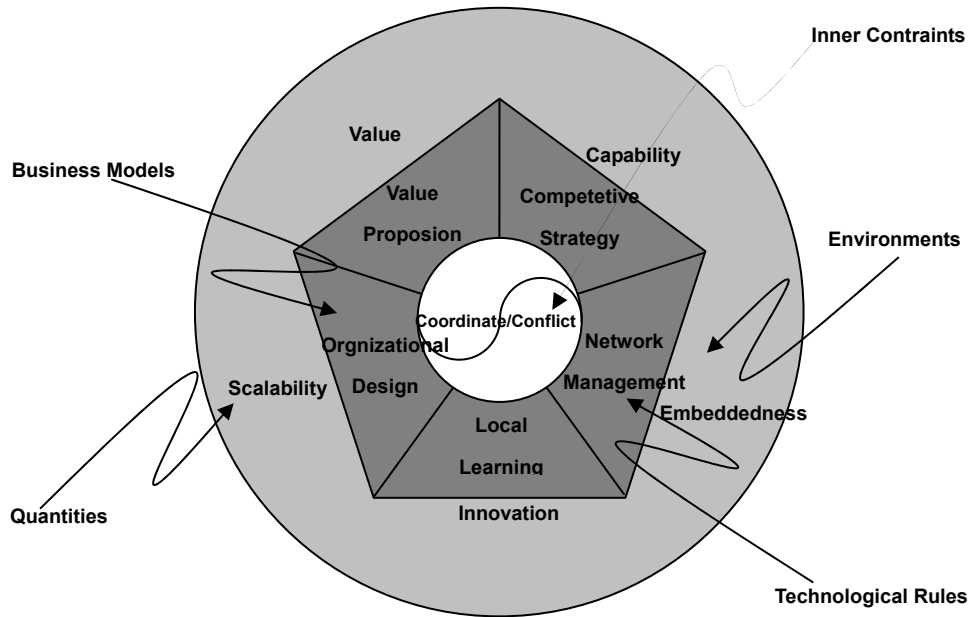 Inner Contraints
Value
Capability
Business Models
Value
Proposion
Competetive
Strategy
Environments
Coordinate/Conflict
Orgnizational
Design
Network
Management
Scalability
Embeddedness
Local
Learning
Innovation
Quantities
Technological Rules